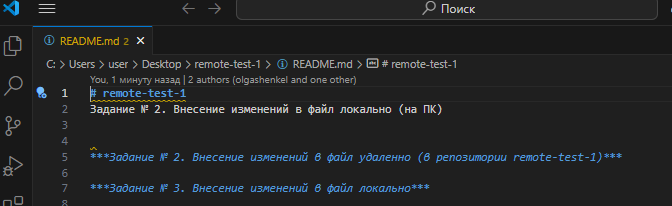 Поиск
README.md 2
C: > Users > user > Desktop > remote-test-1 > README.md > # remote-test-1
You, 1 минуту назад | 2 authors (olgashenkel and one other)
1 # remote-test-1
2 Задание № 2. Внесение изменений в файл локально (на ПК)
3
4
5 ***Задание № 2. Внесение изменений в файл удаленно (в репозитории remote-test-1)***
6
7 ***Задание № 3. Внесение изменений в файл локально***
8